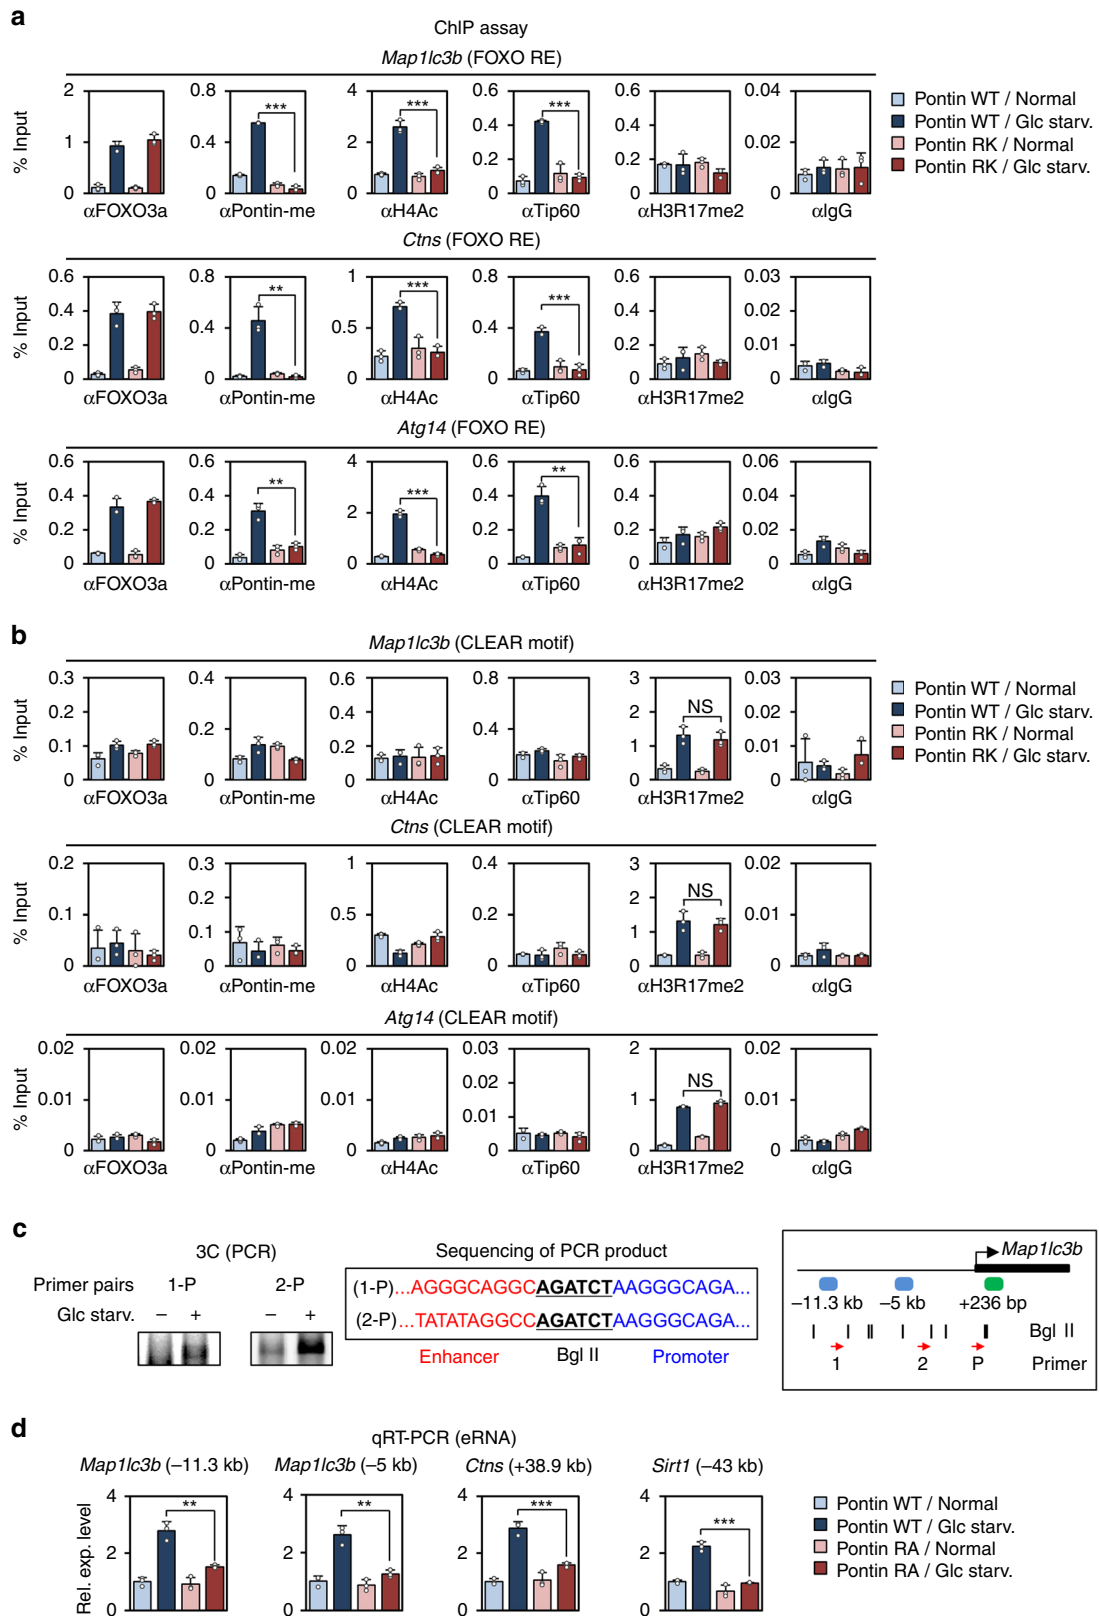 a
ChIP assay
Map1lc3b (FOXO RE)
% Input
2
1
0
0.8
0.4
0
***
4
2
0
***
0.6
0.4
0.2
0
***
0.6
0.4
0.2
0
0.04
0.02
0
αFOXO3a αPontin-me αH4Ac αTip60 αH3R17me2 αIgG
Pontin WT / Normal
Pontin WT / Glc starv.
Pontin RK / Normal
Pontin RK / Glc starv.
Ctns (FOXO RE)
% Input
0.6
0.4
0.2
0
0.8
0.4
0
**
1
0.5
0
***
0.8
0.4
0
***
0.6
0.4
0.2
0
0.03
0.02
0.01
0
αFOXO3a αPontin-me αH4Ac αTip60 αH3R17me2 αIgG
Atg14 (FOXO RE)
% Input
0.6
0.4
0.2
0
0.6
0.4
0.2
0
**
4
2
0
***
0.6
0.4
0.2
0
**
0.6
0.4
0.2
0
0.06
0.04
0.02
0
αFOXO3a αPontin-me αH4Ac αTip60 αH3R17me2 αIgG
b
Map1lc3b (CLEAR motif)
% Input
0.3
0.2
0.1
0
0.4
0.2
0
0.6
0.4
0.2
0
0.8
0.4
0
3
2
1
0
NS
0.03
0.02
0.01
0
αFOXO3a αPontin-me αH4Ac αTip60 αH3R17me2 αIgG
Pontin WT / Normal
Pontin WT / Glc starv.
Pontin RK / Normal
Pontin RK / Glc starv.
Ctns (CLEAR motif)
% Input
0.2
0.1
0
0.3
0.2
0.1
0
1
0.5
0
0.4
0.2
0
3
2
1
0
NS
0.02
0.01
0
αFOXO3a αPontin-me αH4Ac αTip60 αH3R17me2 αIgG
Atg14 (CLEAR motif)
% Input
0.02
0.01
0
0.02
0.01
0
0.02
0.01
0
0.03
0.02
0.01
0
2
1
0
NS
0.02
0.01
0
αFOXO3a αPontin-me αH4Ac αTip60 αH3R17me2 αIgG
c
3C (PCR)
Primer pairs 1-P 2-P
Glc starv. – + – +
Sequencing of PCR product
(1-P) ...AGGGCAGGCAGATCTAAGGGCAGA...
(2-P) ...TATATAGGCCAGATCTAAGGGCAGA...
Enhancer Bgl II Promoter
Map1lc3b
–11.3 kb –5 kb +236 bp
Bgl II
1 2 P Primer
d
qRT-PCR (eRNA)
Map1lc3b (–11.3 kb) Map1lc3b (–5 kb) Ctns (+38.9 kb) Sirt1 (–43 kb)
Rel. exp. level
4
2
0
**
4
2
0
**
4
2
0
***
4
2
0
***
Pontin WT / Normal
Pontin WT / Glc starv.
Pontin RA / Normal
Pontin RA / Glc starv.